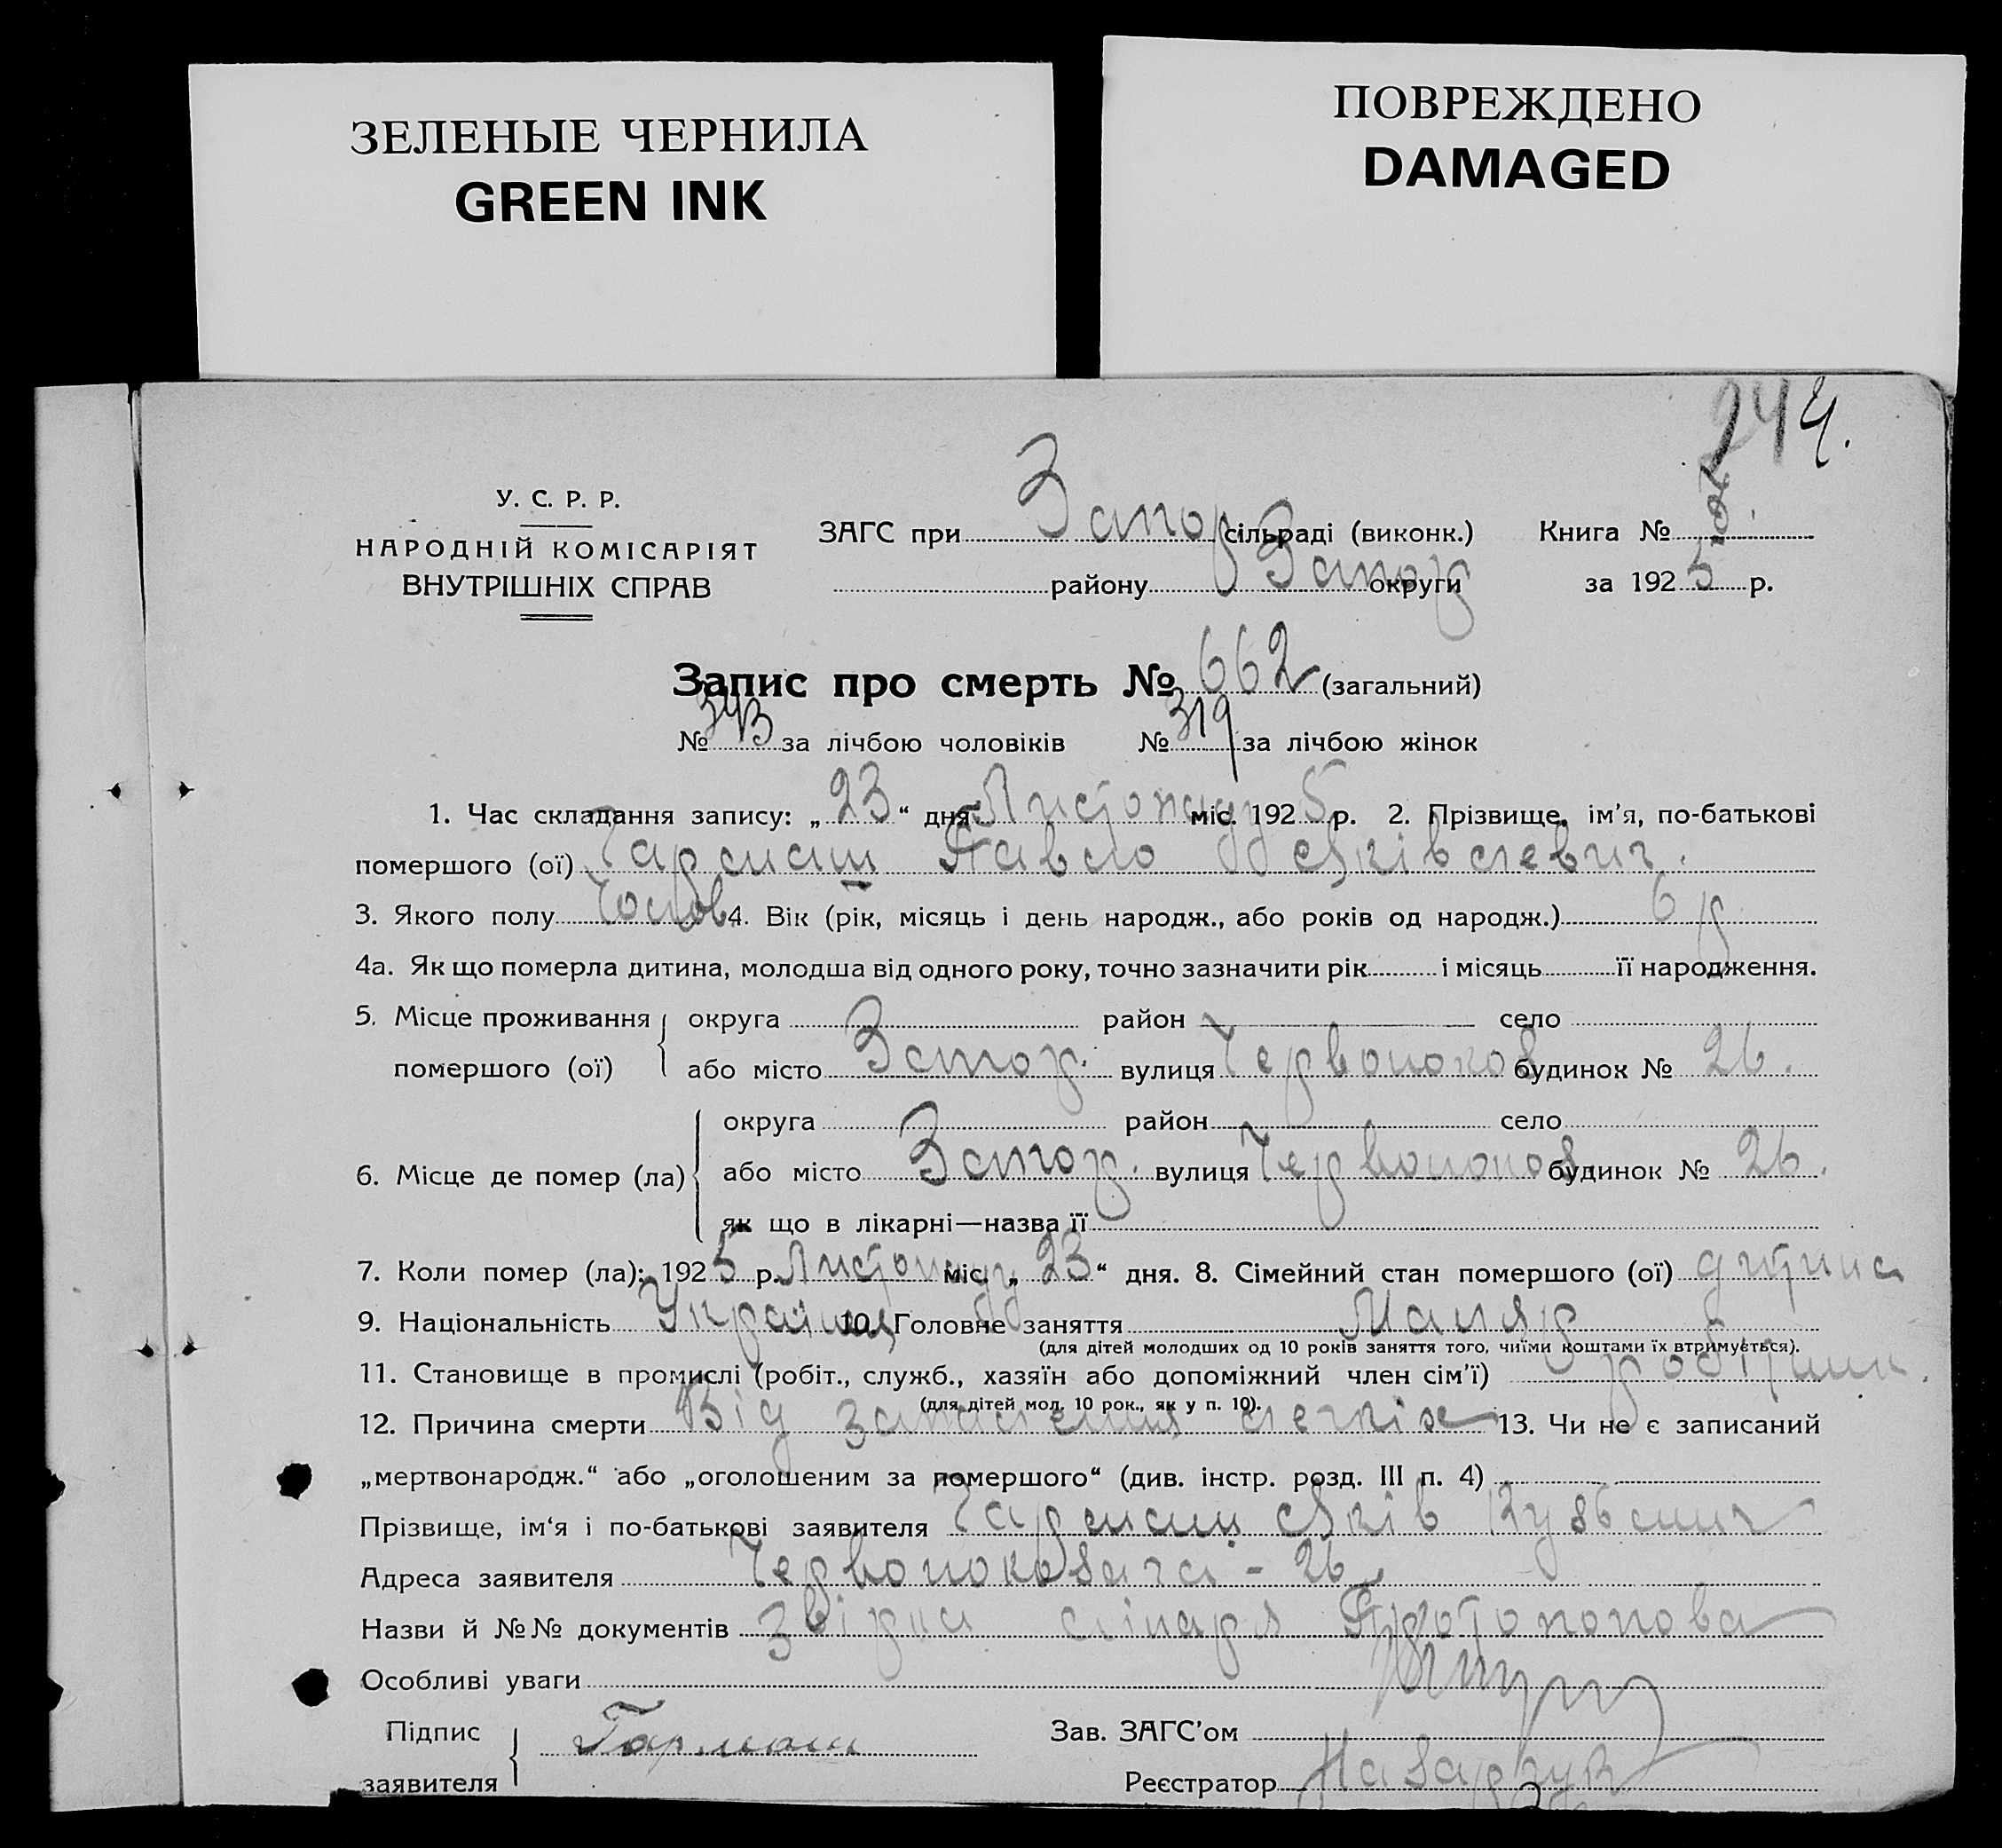 ЗЕЛЕНЫЕ ЧЕРНИЛА
GREEN INK
ПОВРЕЖДЕНО
DAMAGED
244.
У. С. Р. Р.
НАРОДНІЙ КОМІСАРІЯТ
ВНУТРІШНІХ СПРАВ
ЗАГС при Запор сільраді (виконк.) Книга №
району Запор округи за 1925 р.
Запис про смерть № 662 (загальний)
№ 343 за лічбою чоловіків № 319 за лічбою жінок
1. Час складання запису: „23“ дня Листопаду міс. 1925 р. 2. Прізвище, ім'я, по-батькові
помершого (ої) Гармаш Павло Яківлевич.
3. Якого полу Чолов 4. Вік (рік, місяць і день народж., або років од народж.) 6 р
4а. Як що померла дитина, молодша від одного року, точно зазначити рік і місяць її народження.
5. Місце проживання помершого (ої) округа район село
або місто Запор. вулиця Червонокоз будинок № 26.
6. Місце де помер (ла) округа район село
або місто Запор. вулиця Червонокоз. будинок № 26.
як що в лікарні—назва її
7. Коли помер (ла): 1925 р. Листопаду міс. „23“ дня. 8. Сімейний стан помершого (ої) дитина
9. Національність Українец 10. Головне заняття Маляр
(для дітей молодших од 10 років заняття того, чиїми коштами їх втримується).
11. Становище в промислі (робіт., служб., хазяїн або допоміжний член сім'ї) робітник.
(для дітей мол. 10 рок., як у п. 10).
12. Причина смерти Від запалення легких 13. Чи не є записаний
„мертвонародж.“ або „оголошеним за помершого“ (див. інстр. розд. III п. 4)
Прізвище, ім'я і по-батькові заявителя Гармаш Яків Кузьмич
Адреса заявителя Червонокозача - 26
Назви й №№ документів звірка лікаря Протопопова
Особливі уваги
Підпис заявителя Гармаш Зав. ЗАГС'ом
Реєстратор